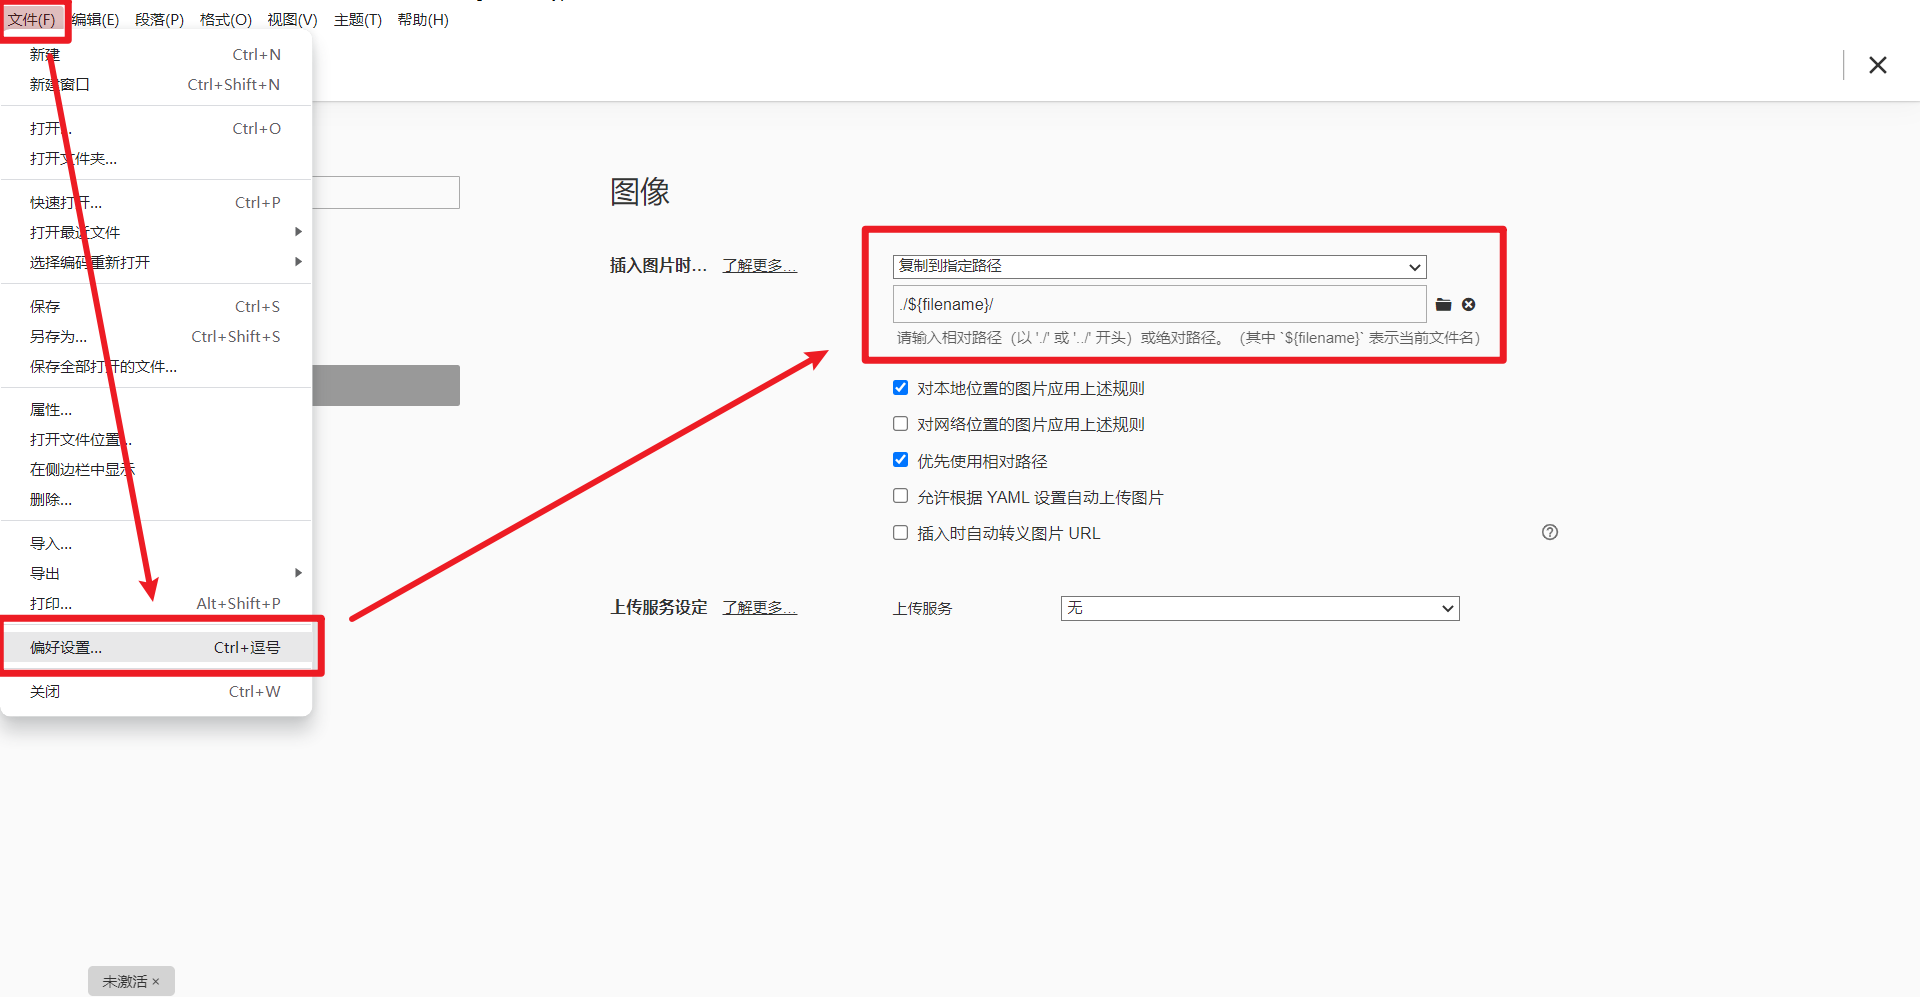 文件(F) 编辑(E) 段落(P) 格式(O) 视图(V) 主题(T) 帮助(H)
新建 Ctrl+N
新建窗口 Ctrl+Shift+N
打开... Ctrl+O
打开文件夹...
快速打开... Ctrl+P
打开最近文件
选择编码重新打开
保存 Ctrl+S
另存为... Ctrl+Shift+S
保存全部打开的文件...
属性...
打开文件位置...
在侧边栏中显示
删除...
导入...
导出
打印... Alt+Shift+P
偏好设置... Ctrl+逗号
关闭 Ctrl+W
图像
插入图片时... 了解更多...
复制到指定路径
./${filename}/
请输入相对路径（以 './' 或 '../' 开头）或绝对路径。（其中 `${filename}` 表示当前文件名）
对本地位置的图片应用上述规则
对网络位置的图片应用上述规则
优先使用相对路径
允许根据 YAML 设置自动上传图片
插入时自动转义图片 URL
上传服务设定 了解更多... 上传服务 无
未激活 ×